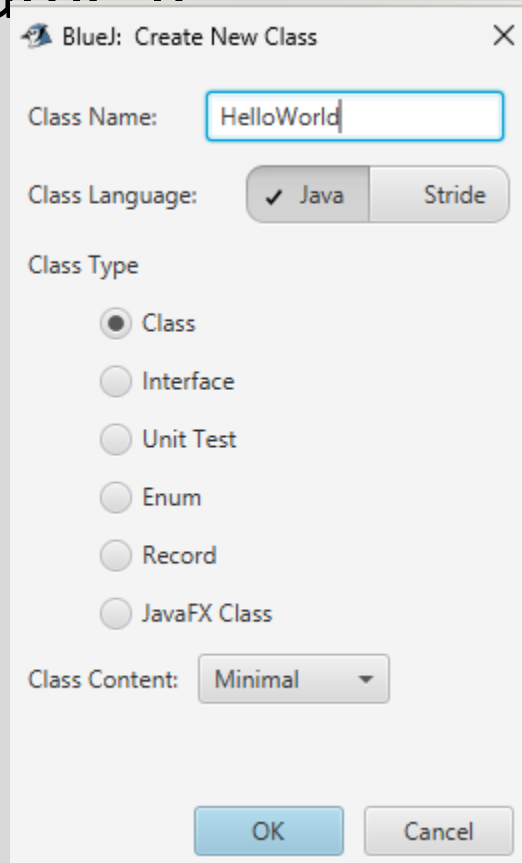 BlueJ: Create New Class
Class Name: HelloWorld
Class Language: Java Stride
Class Type
Class
Interface
Unit Test
Enum
Record
JavaFX Class
Class Content: Minimal
OK Cancel